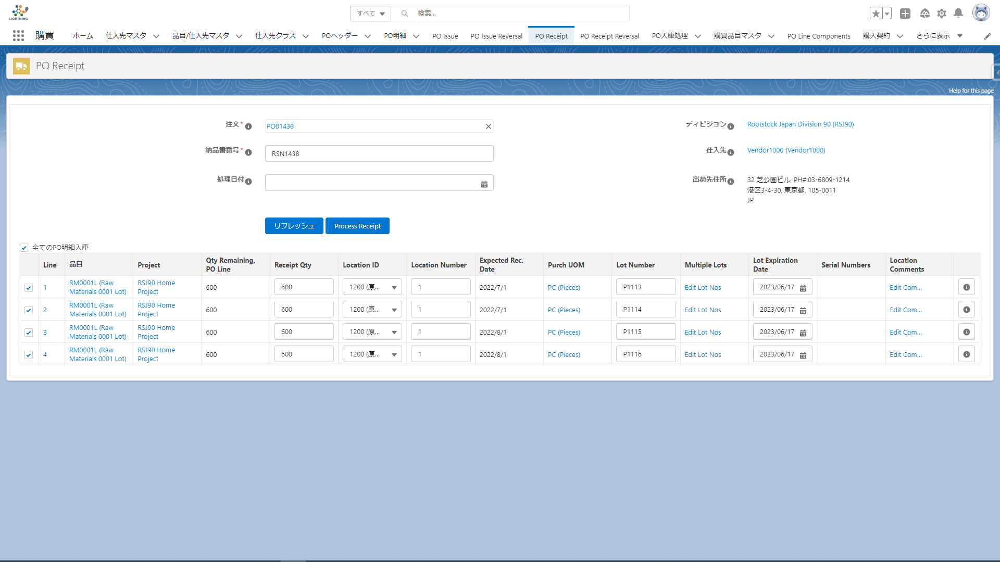 LIGHTNING
すべて
検索...
購買
ホーム
仕入先マスタ
品目/仕入先マスタ
仕入先クラス
POヘッダー
PO明細
PO Issue
PO Issue Reversal
PO Receipt
PO Receipt Reversal
PO入庫処理
購買品目マスタ
PO Line Components
購入契約
さらに表示
PO Receipt
Help for this page
注文*
PO01438
ディビジョン
Rootstock Japan Division 90 (RSJ90)
納品書番号*
RSN1438
仕入先
Vendor1000 (Vendor1000)
処理日付
出荷先住所
32 芝公園ビル, PH#:03-6809-1214
港区3-4-30, 東京都, 105-0011
JP
リフレッシュ
Process Receipt
全てのPO明細入庫
Line 品目 Project Qty Remaining, PO Line Receipt Qty Location ID Location Number Expected Rec. Date Purch UOM Lot Number Multiple Lots Lot Expiration Date Serial Numbers Location Comments
1 RM0001L (Raw Materials 0001 Lot) RSJ90 Home Project 600 600 1200 (原... 1 2022/7/1 PC (Pieces) P1113 Edit Lot Nos 2023/06/17 Edit Com...
2 RM0001L (Raw Materials 0001 Lot) RSJ90 Home Project 600 600 1200 (原... 1 2022/7/1 PC (Pieces) P1114 Edit Lot Nos 2023/06/17 Edit Com...
3 RM0001L (Raw Materials 0001 Lot) RSJ90 Home Project 600 600 1200 (原... 1 2022/8/1 PC (Pieces) P1115 Edit Lot Nos 2023/06/17 Edit Com...
4 RM0001L (Raw Materials 0001 Lot) RSJ90 Home Project 600 600 1200 (原... 1 2022/8/1 PC (Pieces) P1116 Edit Lot Nos 2023/06/17 Edit Com...